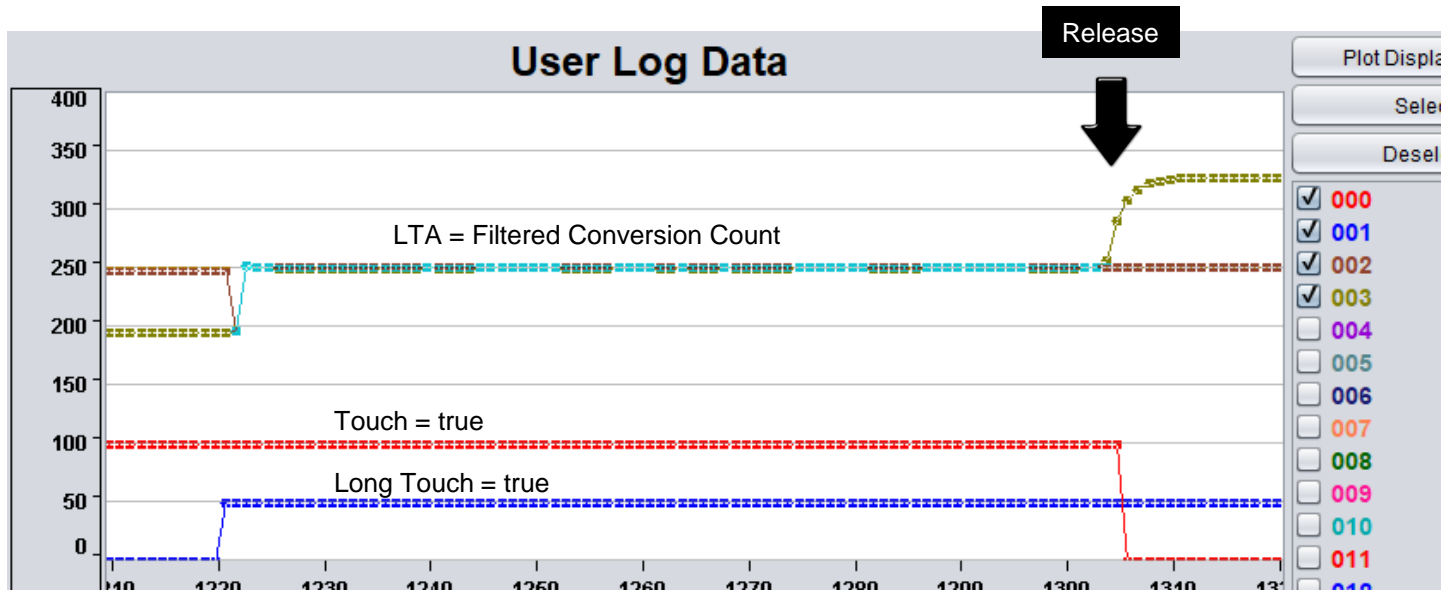 Release
User Log Data
Plot Displa
Selec
Desel
400
350
300
250
200
150
100
50
0
LTA = Filtered Conversion Count
Touch = true
Long Touch = true
000
001
002
003
004
005
006
007
008
009
010
011
1220 1230 1240 1250 1260 1270 1290 1200 1300 1310